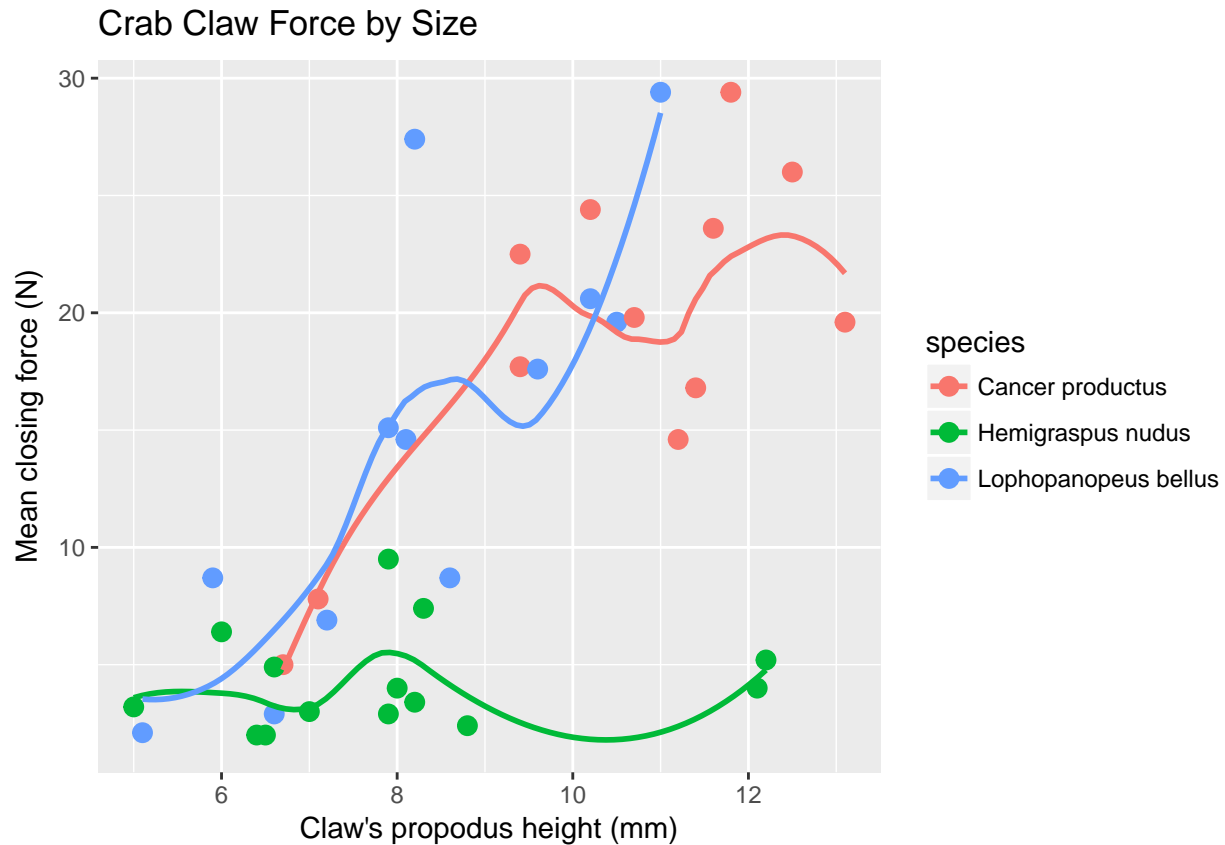 Crab Claw Force by Size
30
20
10
Mean closing force (N)
6 8 10 12
Claw's propodus height (mm)
species
Cancer productus
Hemigraspus nudus
Lophopanopeus bellus